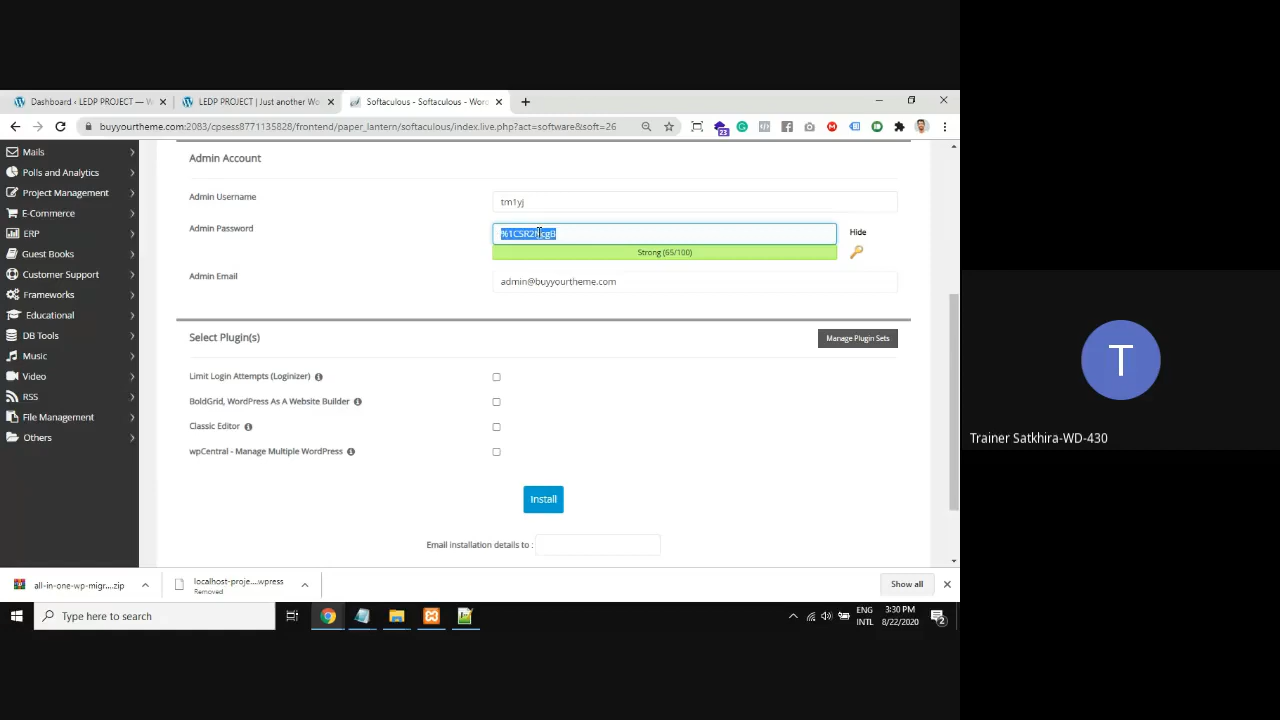 Dashboard ‹ LEDP PROJECT — W
LEDP PROJECT | Just another Wo
Softaculous - Softaculous - Wor
buyyourtheme.com:2083/cpsess8771135828/frontend/paper_lantern/softaculous/index.live.php?act=software&soft=26
23
Mails
Polls and Analytics
Project Management
E-Commerce
ERP
Guest Books
Customer Support
Frameworks
Educational
DB Tools
Music
Video
RSS
File Management
Others
Admin Account
Admin Username
tm1yj
Admin Password
Hide
Strong (65/100)
Admin Email
admin@buyyourtheme.com
Select Plugin(s)
Manage Plugin Sets
Limit Login Attempts (Loginizer)
BoldGrid, WordPress As A Website Builder
Classic Editor
wpCentral - Manage Multiple WordPress
Install
Email installation details to :
all-in-one-wp-migr....zip
localhost-proje....wpress
Removed
Show all
Type here to search
ENG
INTL
3:30 PM
8/22/2020
2
T
Trainer Satkhira-WD-430